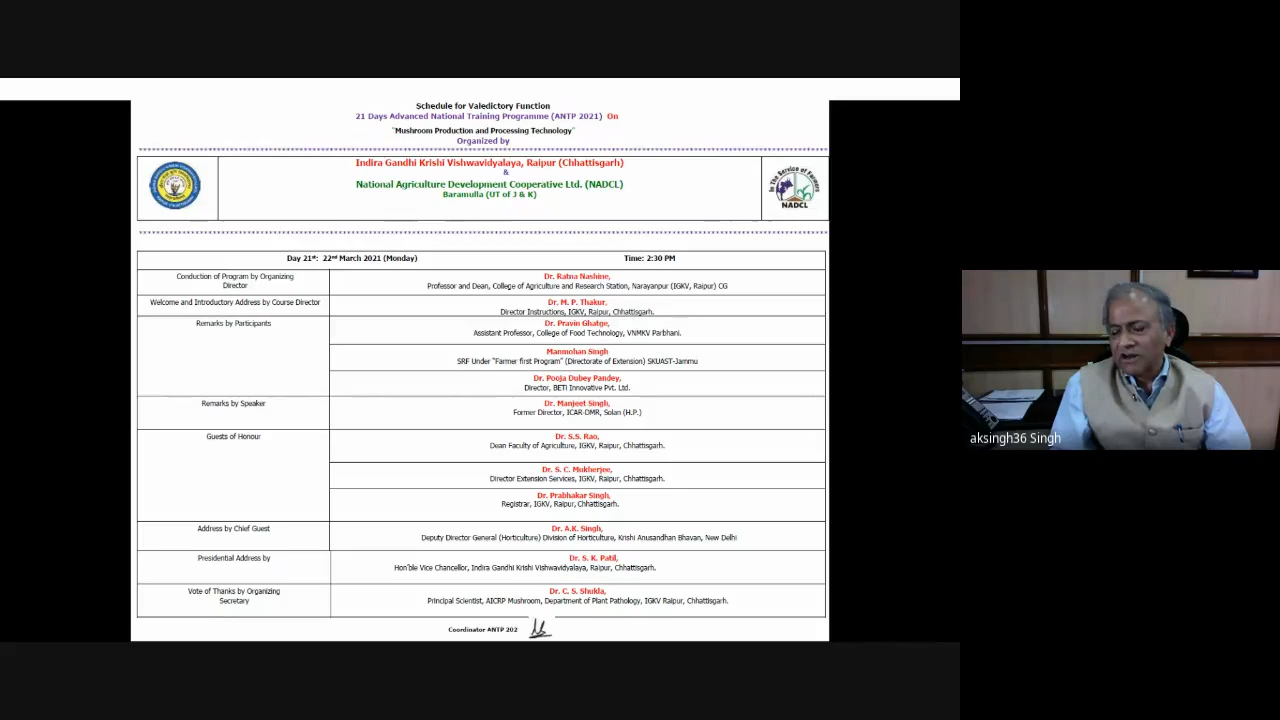 Schedule for Valedictory Function
21 Days Advanced National Training Programme (ANTP 2021) On
"Mushroom Production and Processing Technology"
Organized by
Indira Gandhi Krishi Vishwavidyalaya, Raipur (Chhattisgarh)
&
National Agriculture Development Cooperative Ltd. (NADCL)
Baramulla (UT of J & K)
In The Service of Farmers
NADCL
Day 21st: 22nd March 2021 (Monday) Time: 2:30 PM
Conduction of Program by Organizing
Director
Dr. Ratna Nashine,
Professor and Dean, College of Agriculture and Research Station, Narayanpur (IGKV, Raipur) CG
Welcome and Introductory Address by Course Director
Dr. M. P. Thakur,
Director Instructions, IGKV, Raipur, Chhattisgarh.
Remarks by Participants
Dr. Pravin Ghatge,
Assistant Professor, College of Food Technology, VNMKV Parbhani.
Manmohan Singh
SRF Under "Farmer first Program" (Directorate of Extension) SKUAST-Jammu
Dr. Pooja Dubey Pandey,
Director, BETI Innovative Pvt. Ltd.
Remarks by Speaker
Dr. Manjeet Singh,
Former Director, ICAR-DMR, Solan (H.P.)
Guests of Honour
Dr. S.S. Rao,
Dean Faculty of Agriculture, IGKV, Raipur, Chhattisgarh.
Dr. S. C. Mukherjee,
Director Extension Services, IGKV, Raipur, Chhattisgarh.
Dr. Prabhakar Singh,
Registrar, IGKV, Raipur, Chhattisgarh.
Address by Chief Guest
Dr. A.K. Singh,
Deputy Director General (Horticulture) Division of Horticulture, Krishi Anusandhan Bhavan, New Delhi
Presidential Address by
Dr. S. K. Patil,
Hon'ble Vice Chancellor, Indira Gandhi Krishi Vishwavidyalaya, Raipur, Chhattisgarh.
Vote of Thanks by Organizing
Secretary
Dr. C. S. Shukla,
Principal Scientist, AICRP Mushroom, Department of Plant Pathology, IGKV Raipur, Chhattisgarh.
Coordinator ANTP 202
aksingh36 Singh